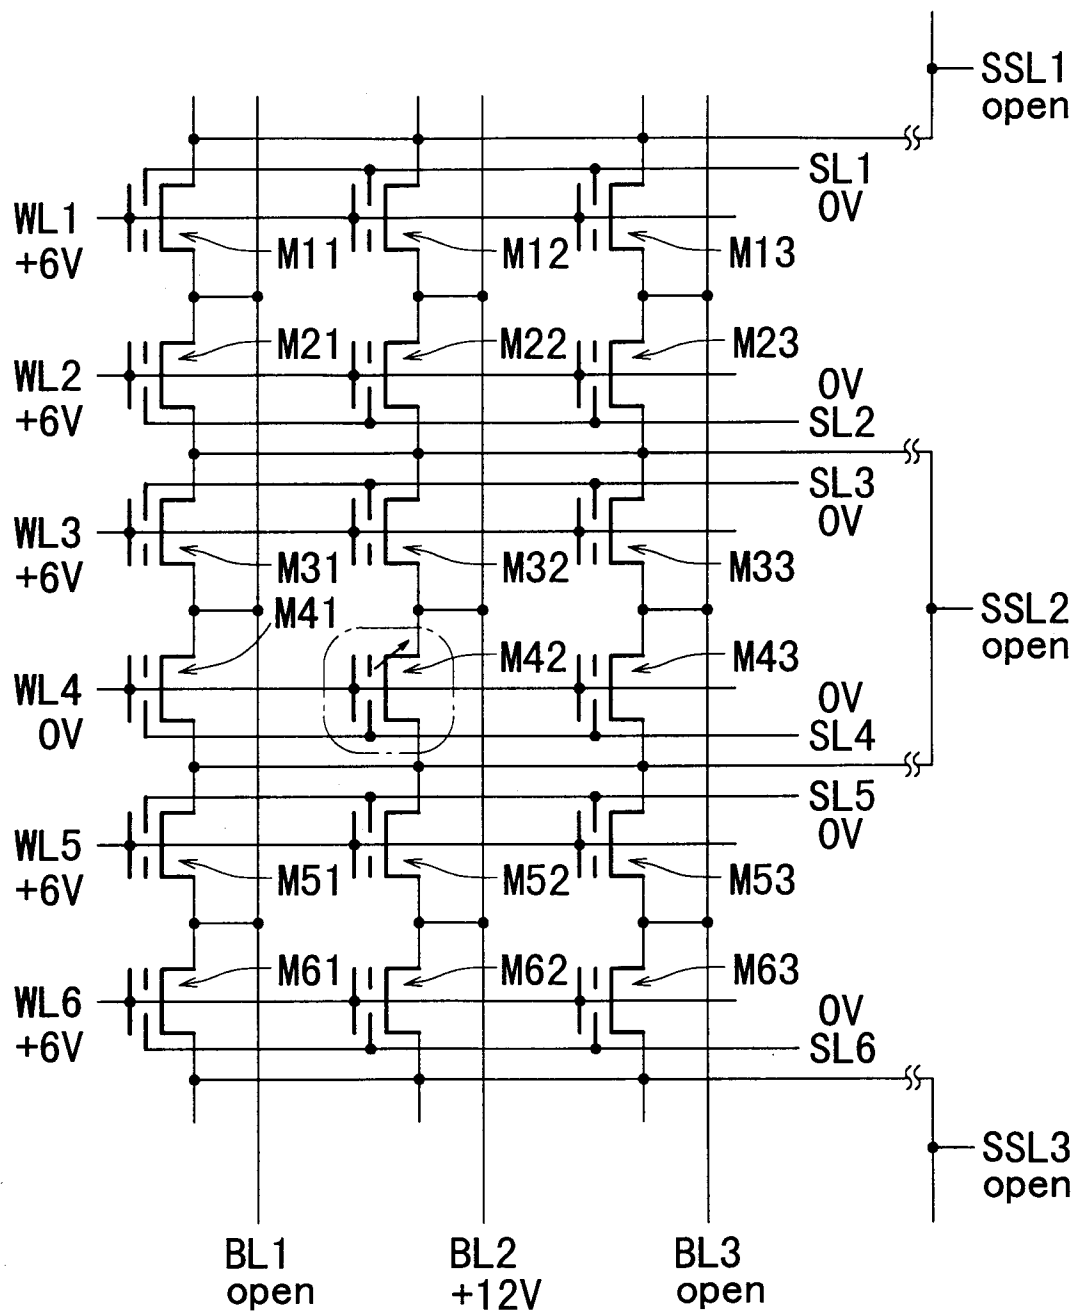 SSL1
open
SL1
0V
WL1
+6V
M11
M12
M13
M21
M22
M23
WL2
+6V
0V
SL2
SL3
0V
WL3
+6V
M31
M32
M33
SSL2
open
M41
M42
M43
WL4
0V
0V
SL4
SL5
0V
WL5
+6V
M51
M52
M53
M61
M62
M63
WL6
+6V
0V
SL6
SSL3
open
BL1
open
BL2
+12V
BL3
open